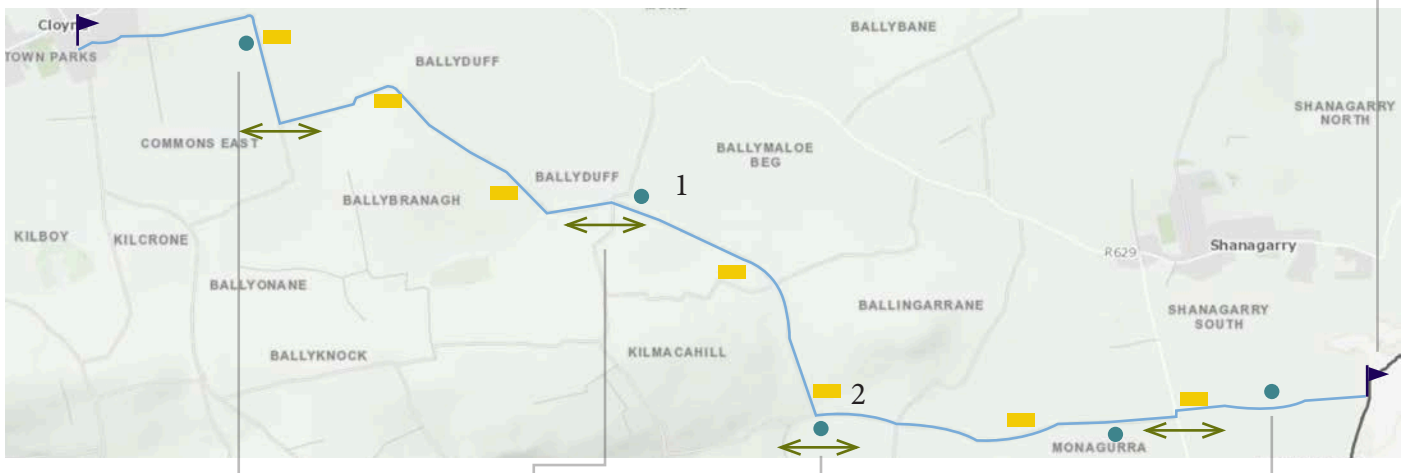 Cloyne
TOWN PARKS
BALLYDUFF
BALLYBANE
COMMONS EAST
SHANAGARRY
NORTH
BALLYMALOE
BEG
BALLYDUFF
1
BALLYBRANAGH
KILBOY
KILCRONE
R629
Shanagarry
BALLYONANE
BALLINGARRANE
SHANAGARRY
SOUTH
BALLYKNOCK
KILMACAHILL
2
MONAGURRA